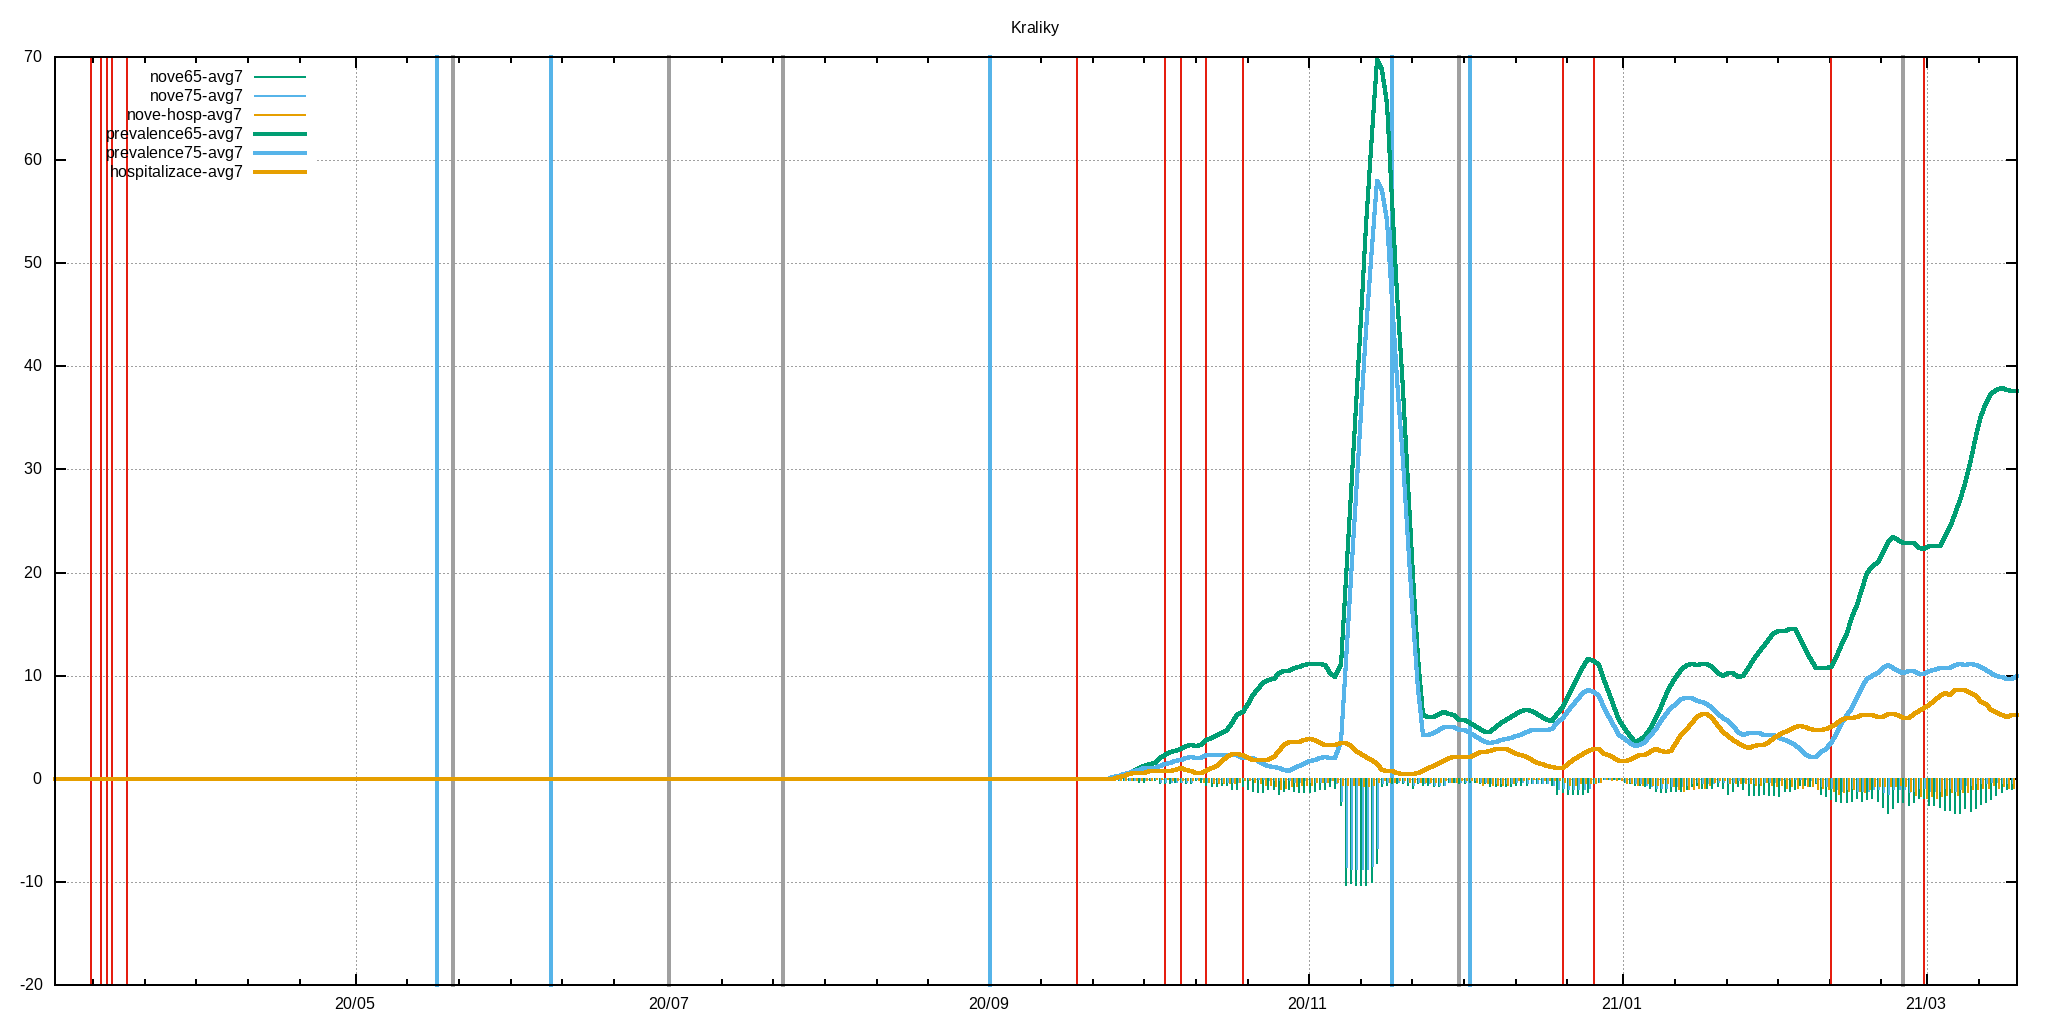 Kraliky
70
60
50
40
30
20
10
0
-10
-20
nove65-avg7
nove75-avg7
nove-hosp-avg7
prevalence65-avg7
prevalence75-avg7
hospitalizace-avg7
20/05 20/07 20/09 20/11 21/01 21/03